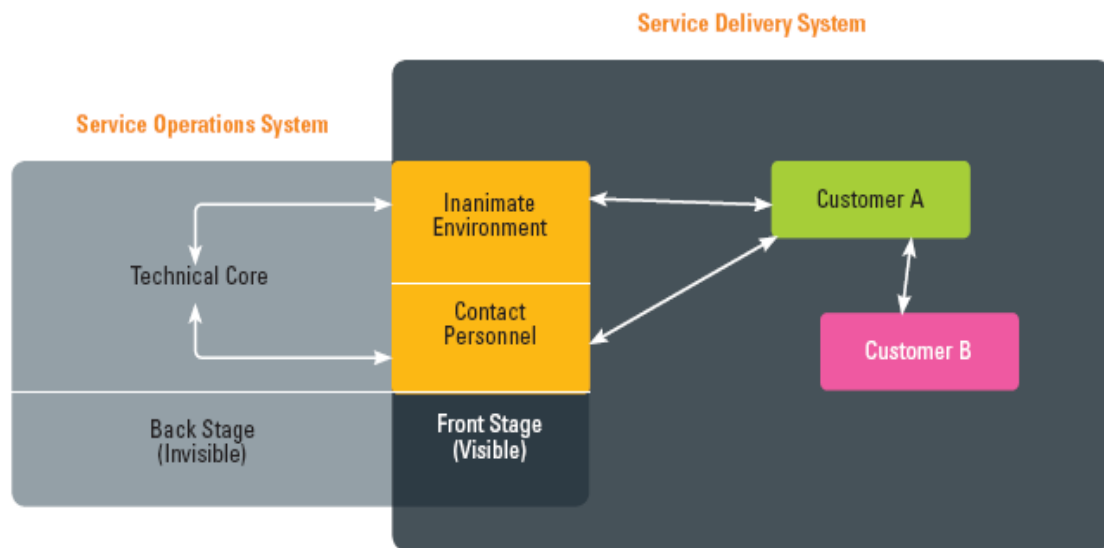 Service Delivery System
Service Operations System
Inanimate
Environment
Customer A
Technical Core
Contact
Personnel
Customer B
Back Stage
(Invisible)
Front Stage
(Visible)